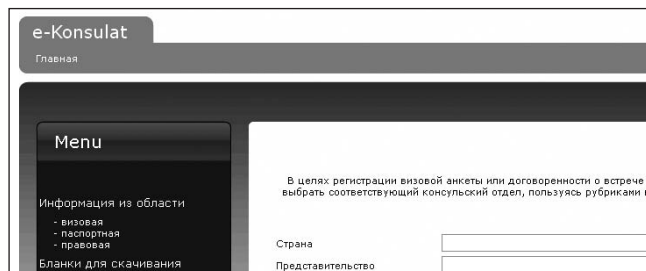 e-Konsulat
Главная
Menu
В целях регистрации визовой анкеты или договоренности о встрече
выбрать соответствующий консульский отдел, пользуясь рубриками
Информация из области
- визовая
- паспортная
- правовая
Страна
Бланки для скачивания
Представительство